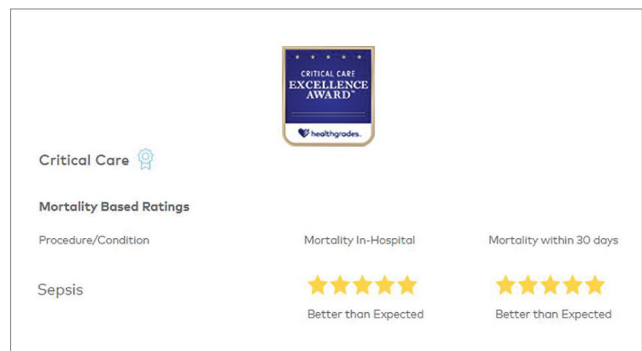 CRITICAL CARE
EXCELLENCE
AWARD™
healthgrades.
Critical Care
Mortality Based Ratings
Procedure/Condition Mortality In-Hospital Mortality within 30 days
Sepsis
Better than Expected Better than Expected